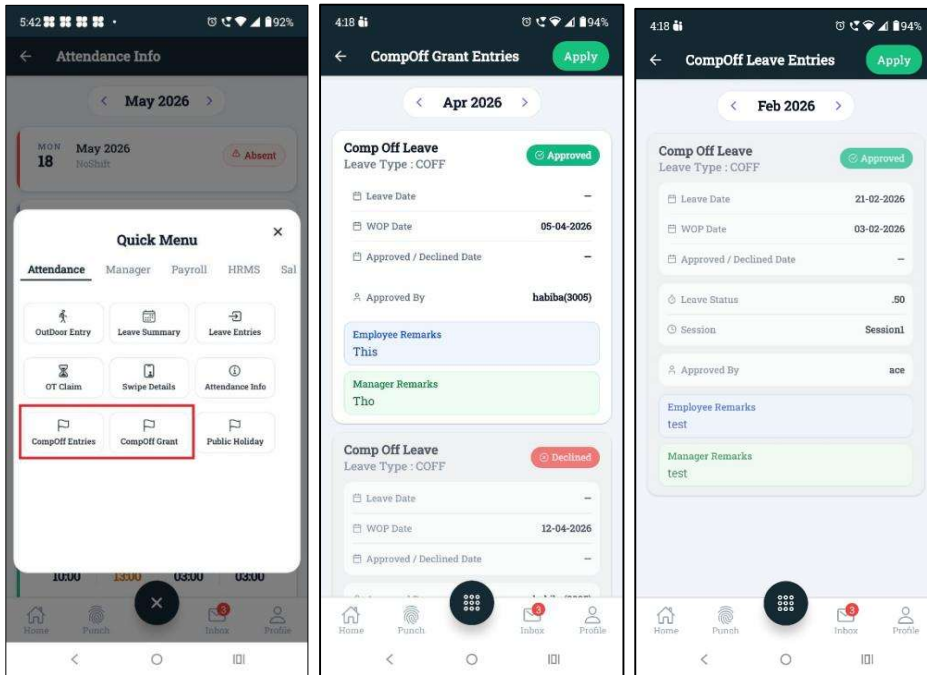 5:42
92%
Attendance Info
May 2026
MON
18
May 2026
NoShift
Absent
Quick Menu
Attendance Manager Payroll HRMS Sal
OutDoor Entry Leave Summary Leave Entries
OT Claim Swipe Details Attendance Info
CompOff Entries CompOff Grant Public Holiday
10:00 13:00 03:00 03:00
3
Home Punch Inbox Profile
4:18
94%
CompOff Grant Entries
Apply
Apr 2026
Comp Off Leave
Leave Type : COFF
Approved
Leave Date –
WOP Date 05-04-2026
Approved / Declined Date –
Approved By habiba(3005)
Employee Remarks
This
Manager Remarks
Tho
Comp Off Leave
Leave Type : COFF
Declined
Leave Date –
WOP Date 12-04-2026
Approved / Declined Date –
3
Home Punch Inbox Profile
4:18
94%
CompOff Leave Entries
Apply
Feb 2026
Comp Off Leave
Leave Type : COFF
Approved
Leave Date 21-02-2026
WOP Date 03-02-2026
Approved / Declined Date –
Leave Status .50
Session Session1
Approved By ace
Employee Remarks
test
Manager Remarks
test
3
Home Punch Inbox Profile